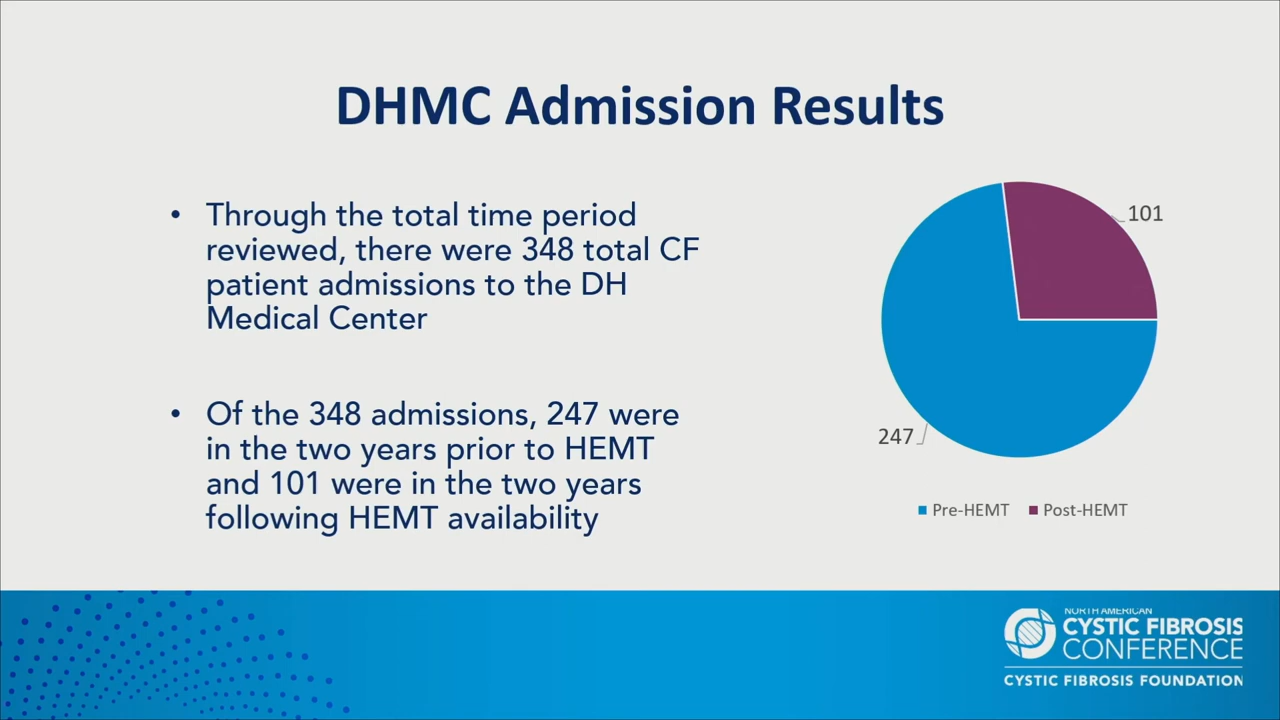 DHMC Admission Results
• Through the total time period
reviewed, there were 348 total CF
patient admissions to the DH
Medical Center
• Of the 348 admissions, 247 were
in the two years prior to HEMT
and 101 were in the two years
following HEMT availability
101
247
Pre-HEMT
Post-HEMT
NORTH AMERICAN
CYSTIC FIBROSIS
CONFERENCE
CYSTIC FIBROSIS FOUNDATION